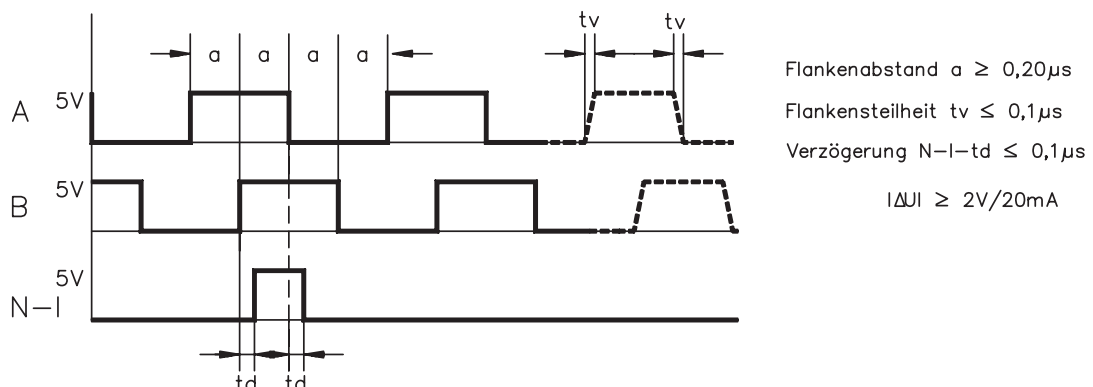 tv tv
a a a a
A 5V
B 5V
N-I 5V
td td
Flankenabstand a ≥ 0,20µs
Flankensteilheit tv ≤ 0,1µs
Verzögerung N-I-td ≤ 0,1µs
|ΔU| ≥ 2V/20mA